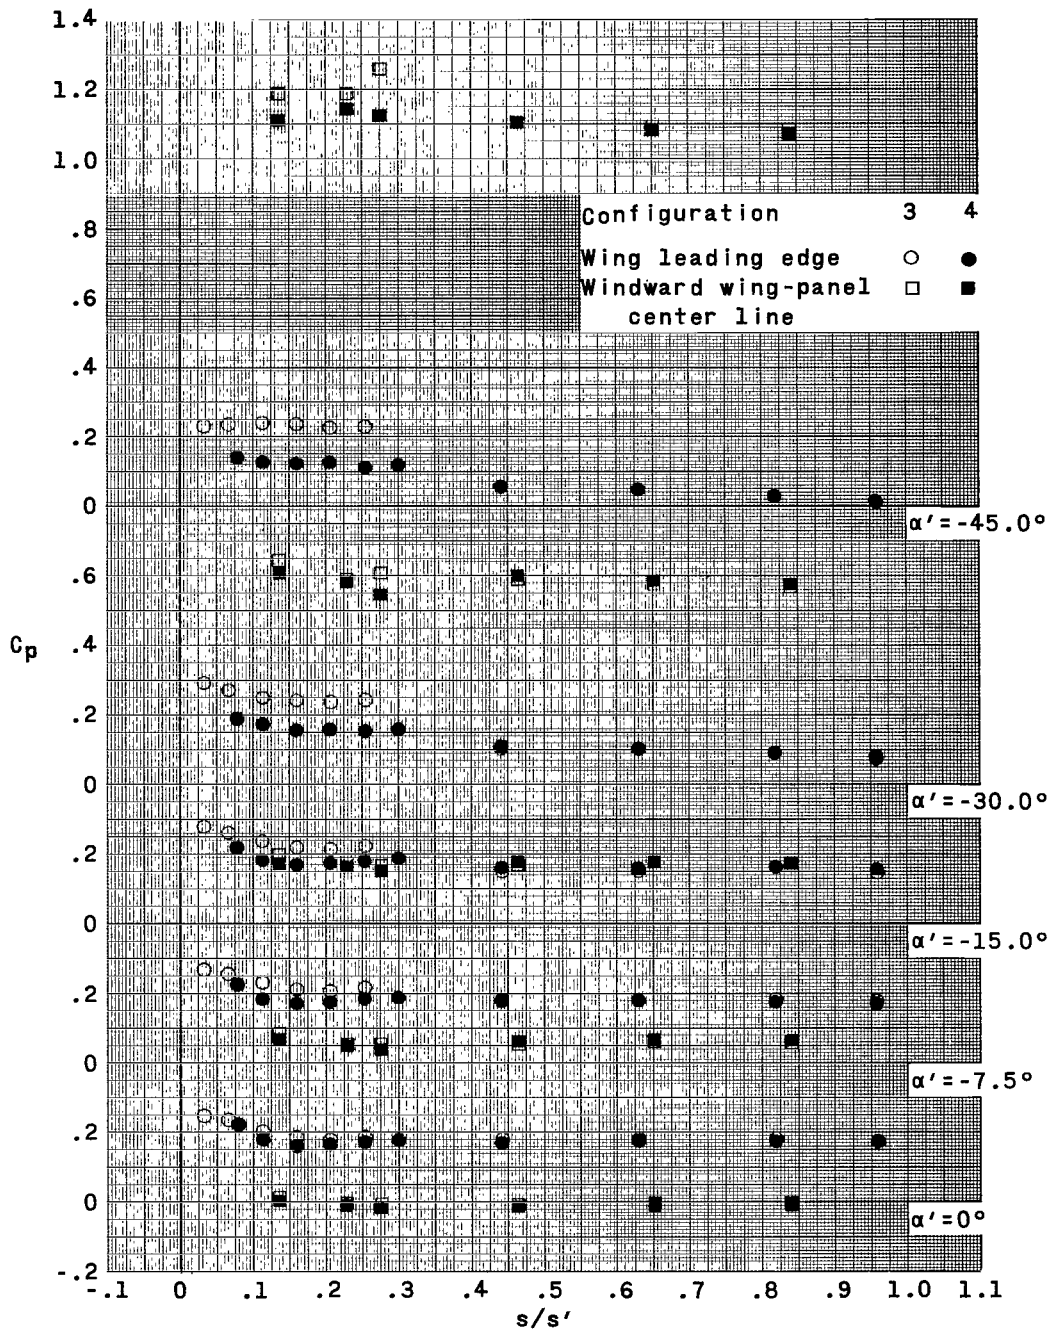 1.4
1.2
1.0
Configuration 3 4
.8
Wing leading edge
Windward wing-panel
center line
.6
.4
.2
0
α′=-45.0°
.6
Cp
.4
.2
0
α′=-30.0°
.2
0
α′=-15.0°
.2
0
α′=-7.5°
.2
0
α′=0°
-.2
-.1 0 .1 .2 .3 .4 .5 .6 .7 .8 .9 1.0 1.1
s/s′